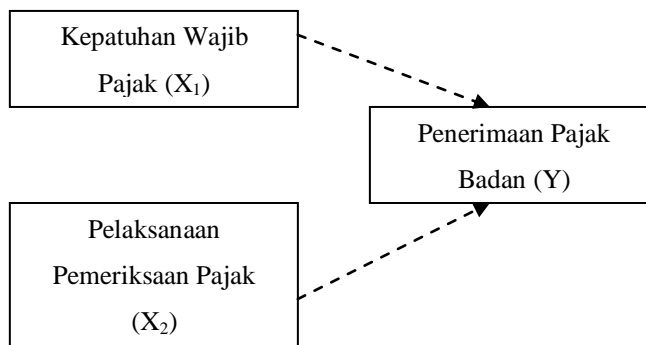 Kepatuhan Wajib
Pajak (X₁)
Penerimaan Pajak
Badan (Y)
Pelaksanaan
Pemeriksaan Pajak
(X₂)